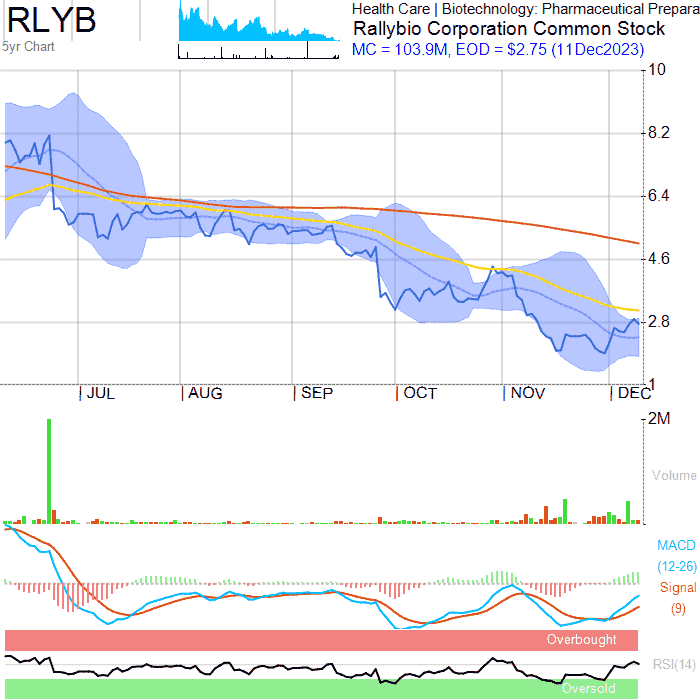 RLYB
5yr Chart
Health Care | Biotechnology: Pharmaceutical Prepara
Rallybio Corporation Common Stock
MC = 103.9M, EOD = $2.75 (11Dec2023)
10
8.2
6.4
4.6
2.8
1
| JUL | AUG | SEP | OCT | NOV | DEC
2M
Volume
MACD
(12-26)
Signal
(9)
Overbought
RSI(14)
Oversold